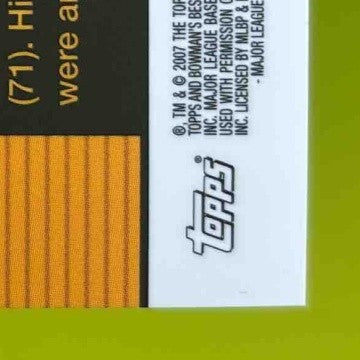 (71). Hi
were an
® TM & © 2007 THE TOP
TOPPS AND BOWMAN'S BES
INC. MAJOR LEAGUE BASE
USED WITH PERMISSION O
INC. LICENSED BY MLBP &
- MAJOR LEAGUE
TOPPS